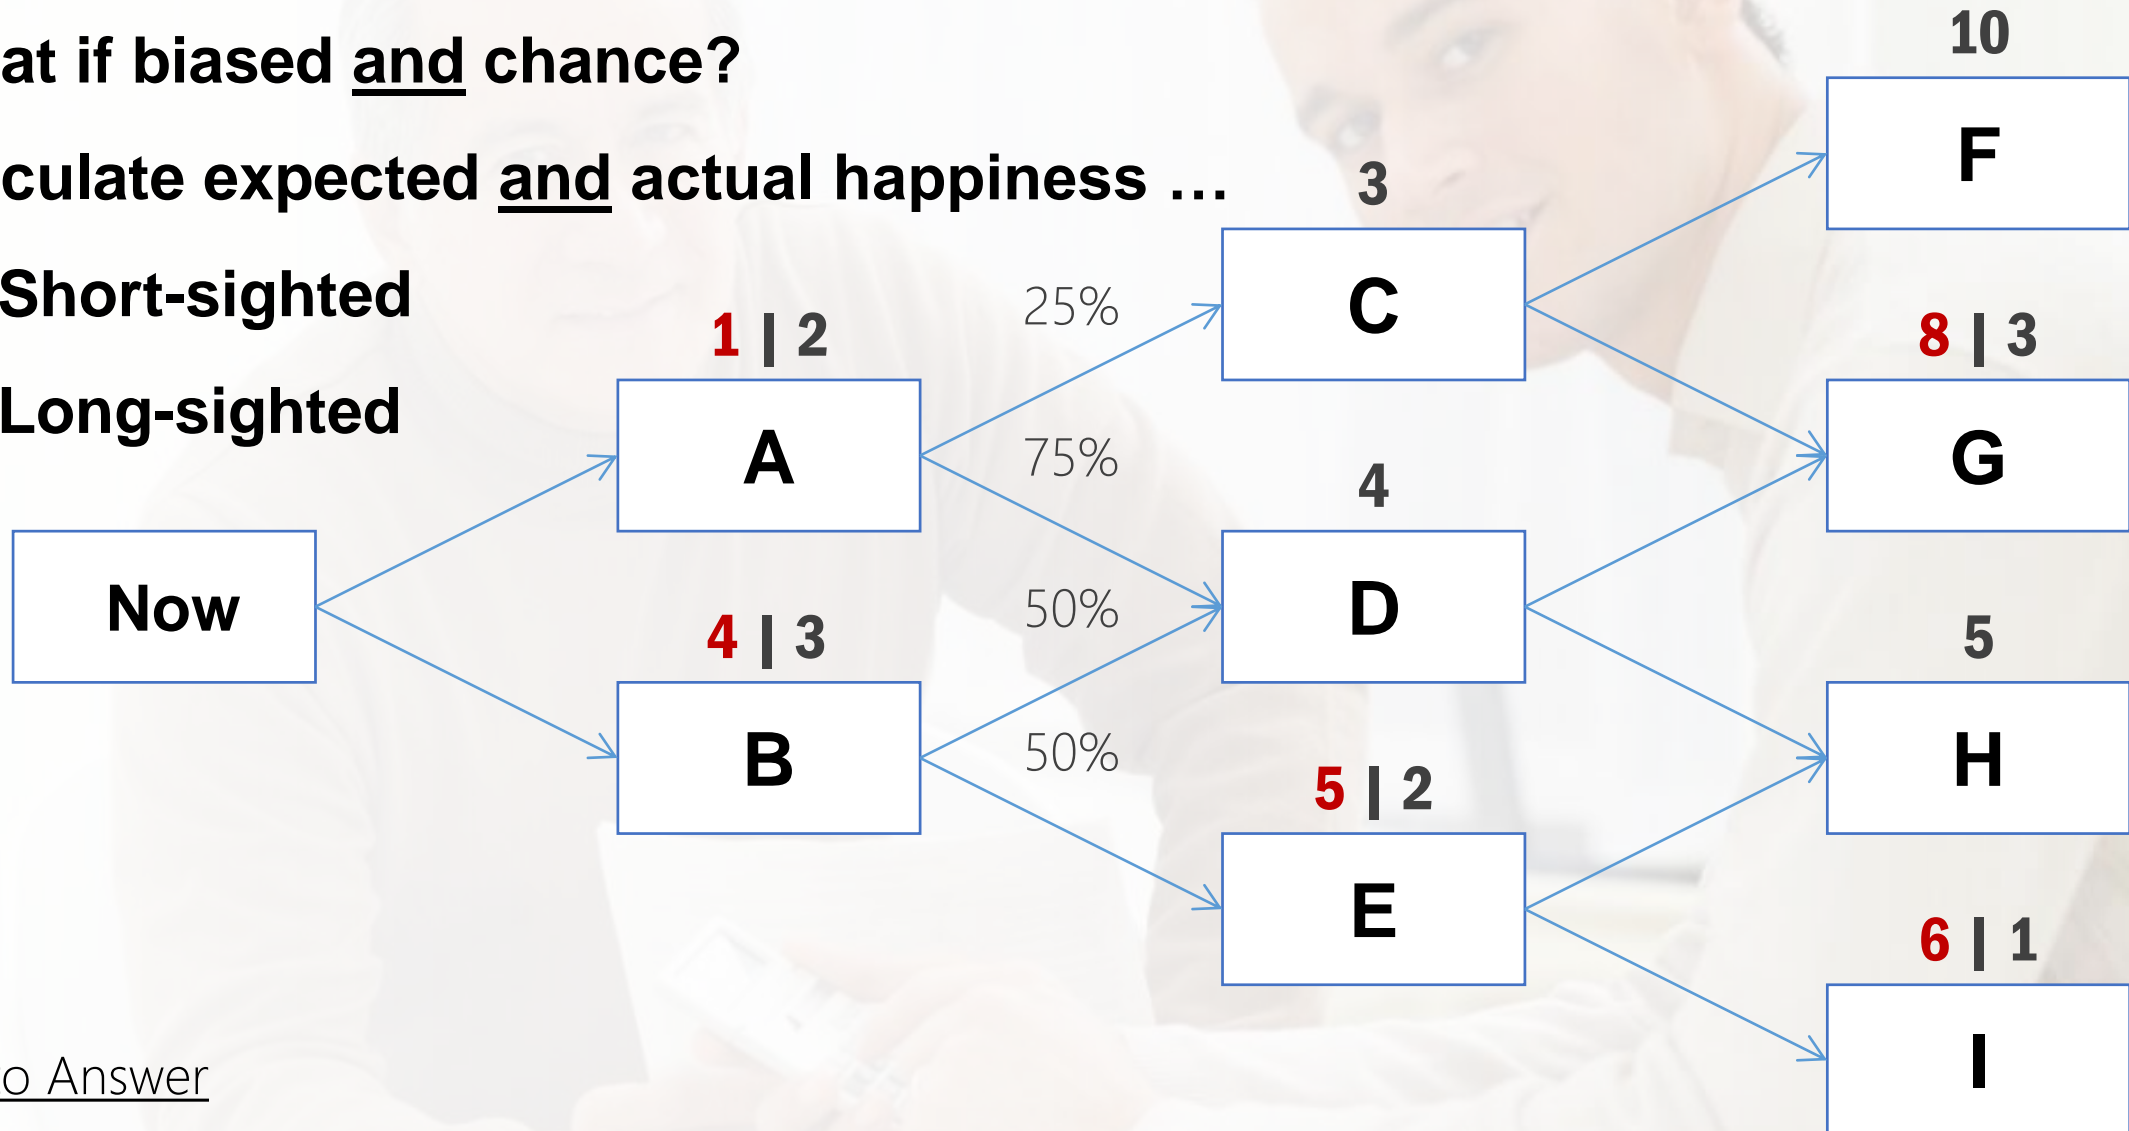 at if biased and chance?
culate expected and actual happiness …
Short-sighted
Long-sighted
Now
1 | 2
A
4 | 3
B
25%
75%
50%
50%
3
C
4
D
5 | 2
E
10
F
8 | 3
G
5
H
6 | 1
I
o Answer